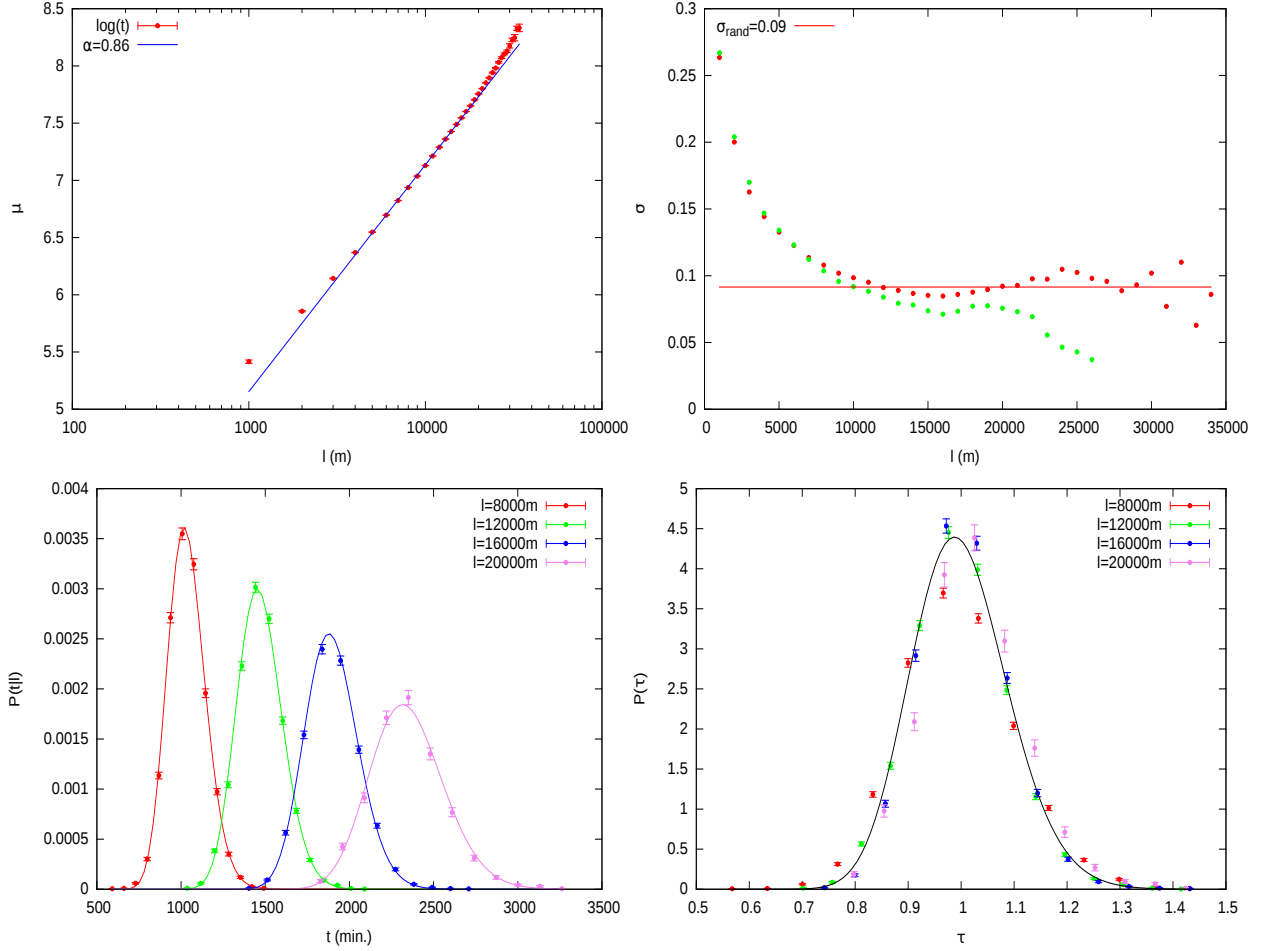 8.5
8
7.5
7
6.5
6
5.5
5
100 1000 10000 100000
μ
l (m)
log(t)
α=0.86
0.3
0.25
0.2
0.15
0.1
0.05
0
0 5000 10000 15000 20000 25000 30000 35000
σ
l (m)
σrand=0.09
0.004
0.0035
0.003
0.0025
0.002
0.0015
0.001
0.0005
0
500 1000 1500 2000 2500 3000 3500
P(t|l)
t (min.)
l=8000m
l=12000m
l=16000m
l=20000m
5
4.5
4
3.5
3
2.5
2
1.5
1
0.5
0
0.5 0.6 0.7 0.8 0.9 1 1.1 1.2 1.3 1.4 1.5
P(τ)
τ
l=8000m
l=12000m
l=16000m
l=20000m